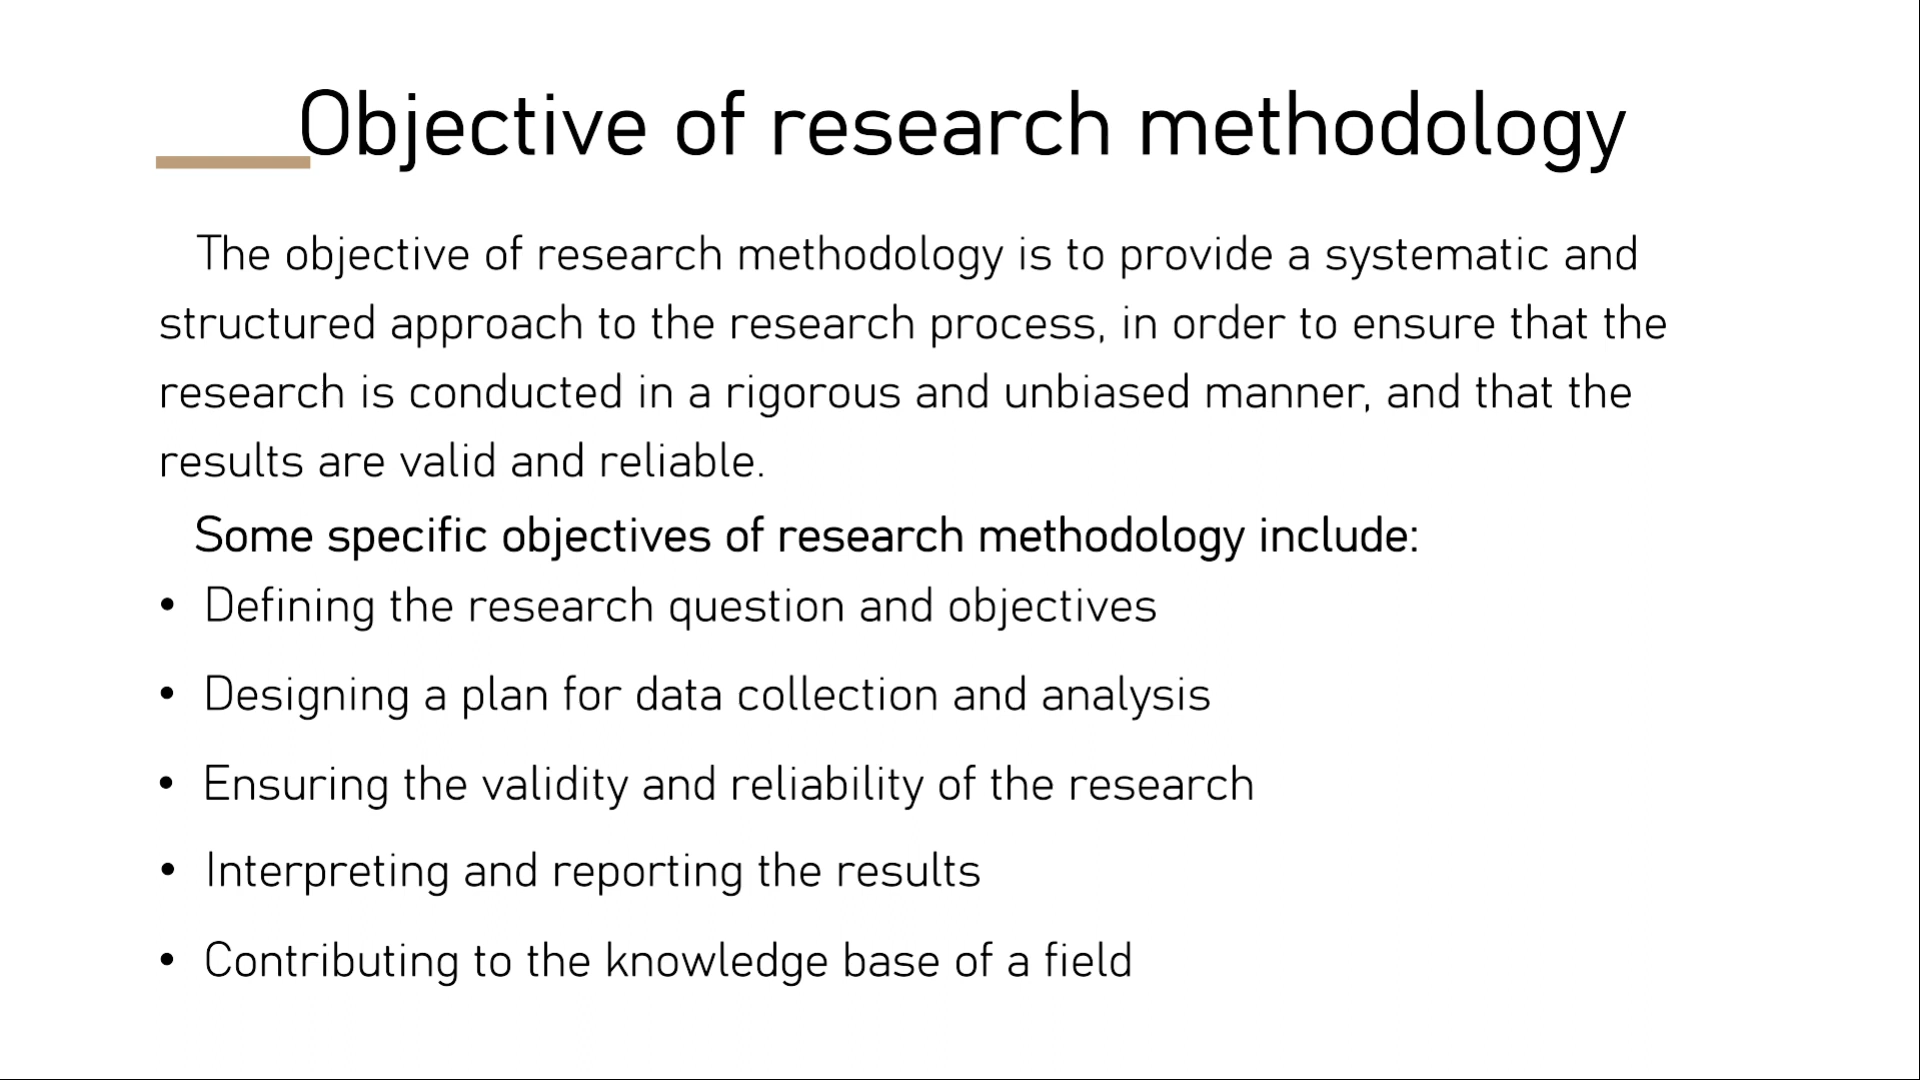 Objective of research methodology
The objective of research methodology is to provide a systematic and
structured approach to the research process, in order to ensure that the
research is conducted in a rigorous and unbiased manner, and that the
results are valid and reliable.
Some specific objectives of research methodology include:
• Defining the research question and objectives
• Designing a plan for data collection and analysis
• Ensuring the validity and reliability of the research
• Interpreting and reporting the results
• Contributing to the knowledge base of a field